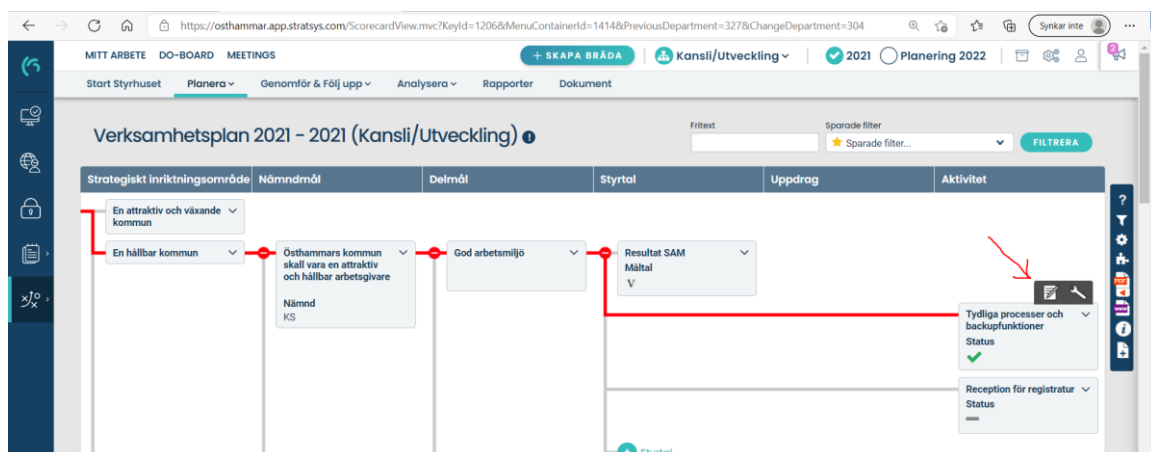 https://osthammar.app.stratsys.com/ScorecardView.mvc?KeyId=1206&MenuContainerId=1414&PreviousDepartment=327&ChangeDepartment=304
Synkar inte
MITT ARBETE DO-BOARD MEETINGS
+ SKAPA BRÄDA
Kansli/Utveckling
2021
Planering 2022
2
Start Styrhuset Planera Genomför & Följ upp Analysera Rapporter Dokument
Verksamhetsplan 2021 - 2021 (Kansli/Utveckling)
Fritext
Sparade filter
Sparade filter...
FILTRERA
Strategiskt inriktningsområde Nämndmål Delmål Styrtal Uppdrag Aktivitet
En attraktiv och växande
kommun
En hållbar kommun
Östhammars kommun
skall vara en attraktiv
och hållbar arbetsgivare
Nämnd
KS
God arbetsmiljö
Resultat SAM
Måltal
V
Tydliga processer och
backupfunktioner
Status
Reception för registratur
Status
Styrtal
?
PDF